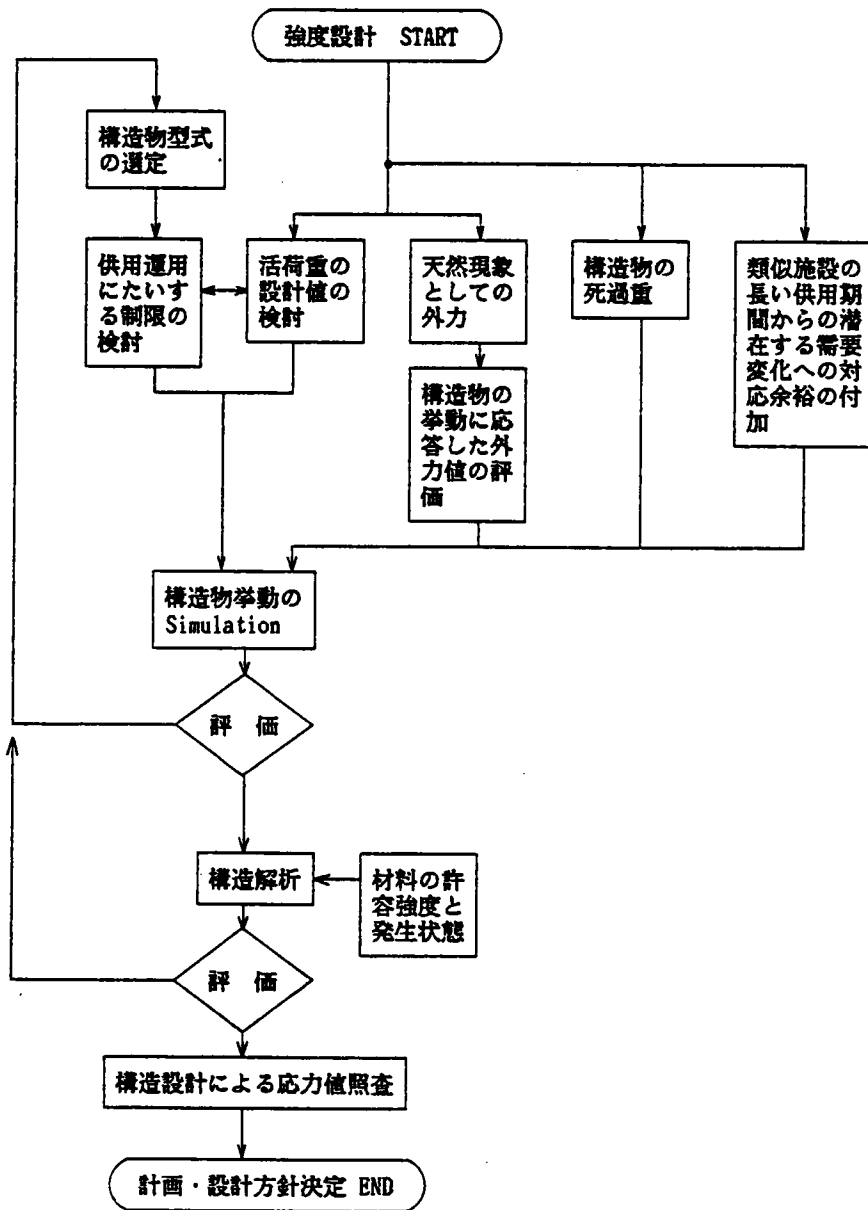 強度設計 START
構造物型式
の選定
供用運用
にたいす
る制限の
検討
活荷重の
設計値の
検討
天然現象
としての
外力
構造物の
死過重
類似施設の
長い供用期
間からの潜
在する需要
変化への対
応余裕の付
加
構造物の
挙動に応
答した外
力値の評
価
構造物挙動の
Simulation
評 価
構造解析
材料の許
容強度と
発生状態
評 価
構造設計による応力値照査
計画・設計方針決定 END